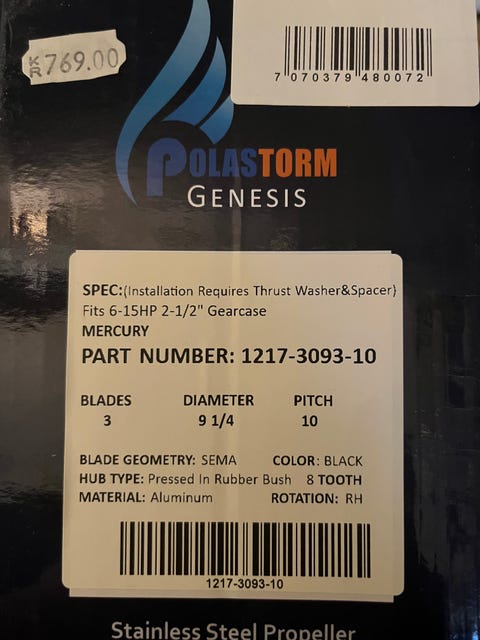 KR 769.00
7 070379 480072
POLASTORM
GENESIS
SPEC:(Installation Requires Thrust Washer&Spacer)
Fits 6-15HP 2-1/2" Gearcase
MERCURY
PART NUMBER: 1217-3093-10
BLADES DIAMETER PITCH
3 9 1/4 10
BLADE GEOMETRY: SEMA COLOR: BLACK
HUB TYPE: Pressed In Rubber Bush 8 TOOTH
MATERIAL: Aluminum ROTATION: RH
1217-3093-10
Stainless Steel Propeller